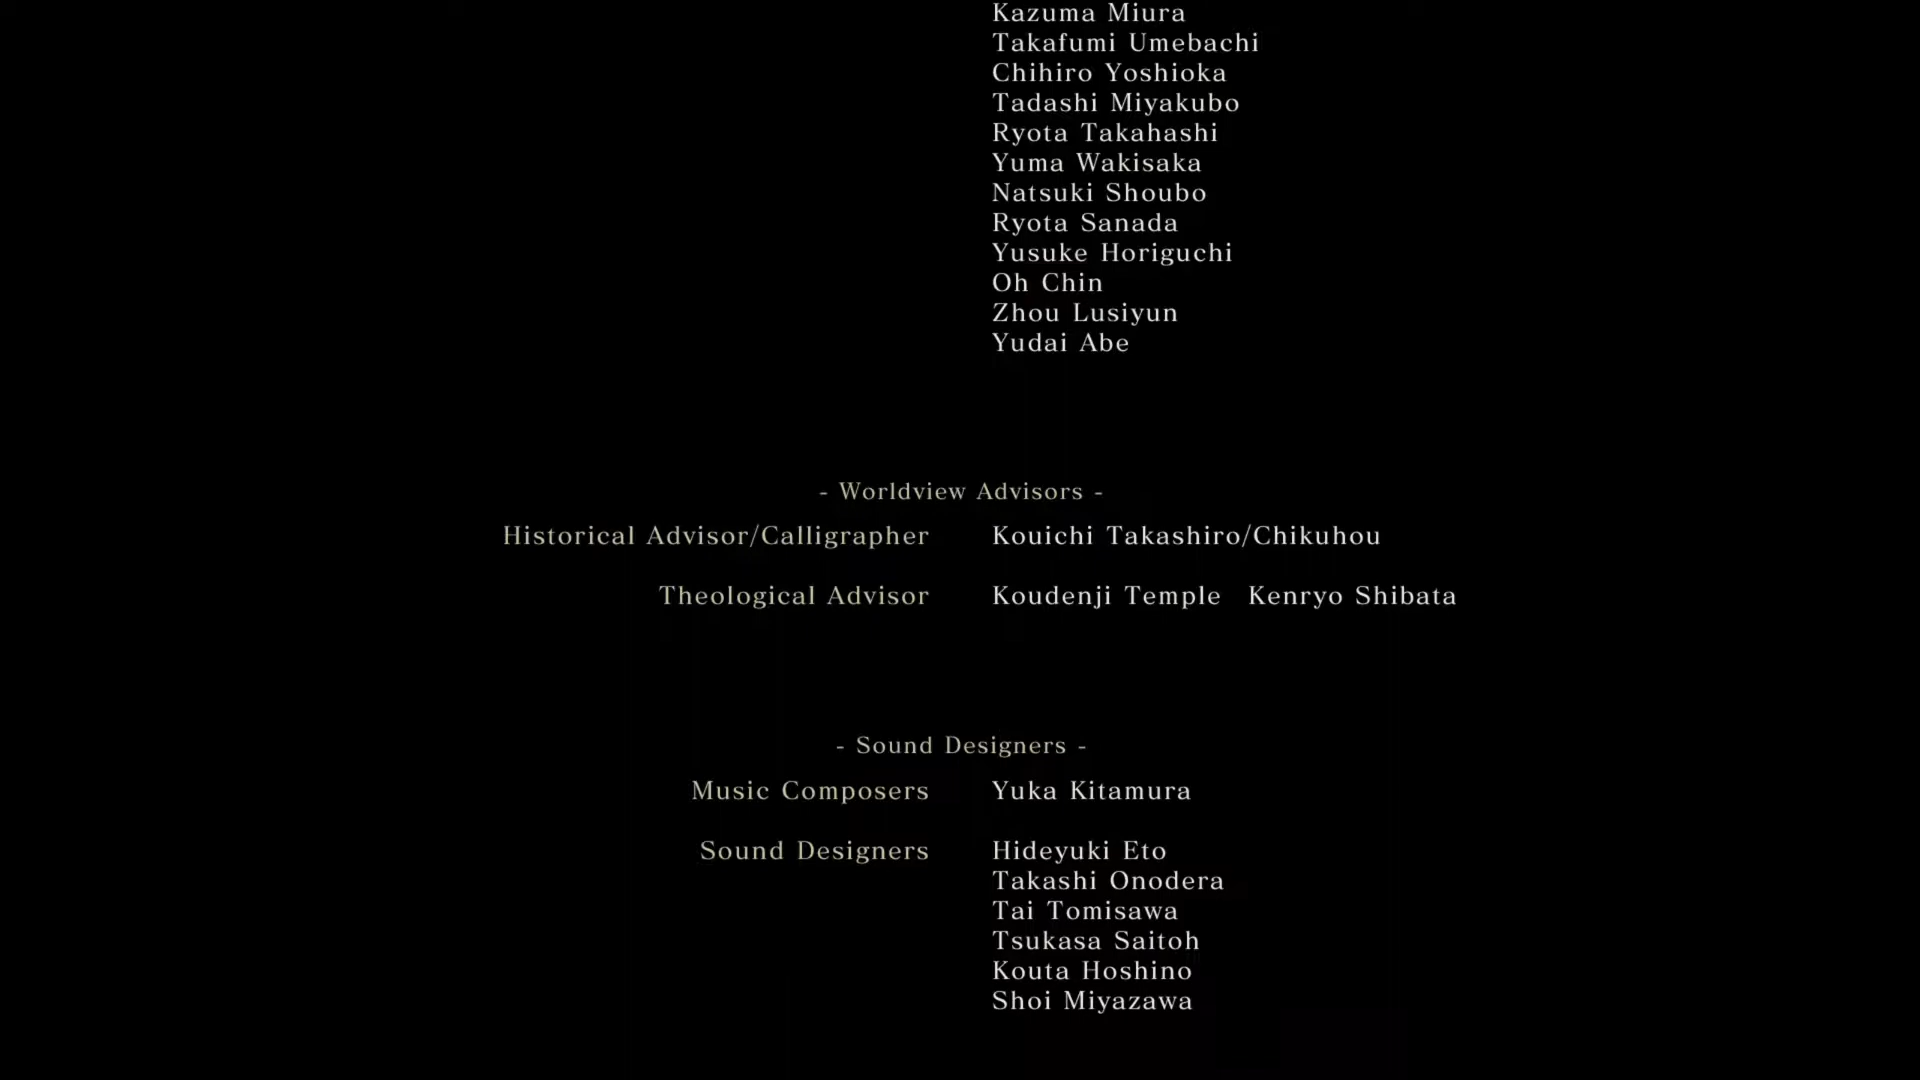 Kazuma Miura
Takafumi Umebachi
Chihiro Yoshioka
Tadashi Miyakubo
Ryota Takahashi
Yuma Wakisaka
Natsuki Shoubo
Ryota Sanada
Yusuke Horiguchi
Oh Chin
Zhou Lusiyun
Yudai Abe
- Worldview Advisors -
Historical Advisor/Calligrapher Kouichi Takashiro/Chikuhou
Theological Advisor Koudenji Temple Kenryo Shibata
- Sound Designers -
Music Composers Yuka Kitamura
Sound Designers Hideyuki Eto
Takashi Onodera
Tai Tomisawa
Tsukasa Saitoh
Kouta Hoshino
Shoi Miyazawa